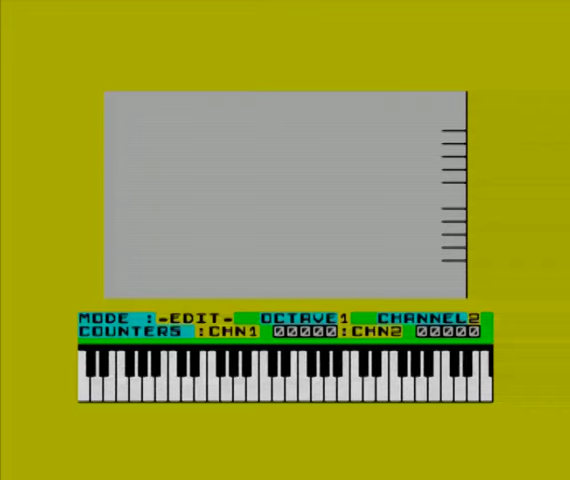 MODE :-EDIT- OCTAVE1 CHANNEL2
COUNTERS :CHN1 00000:CHN2 00000